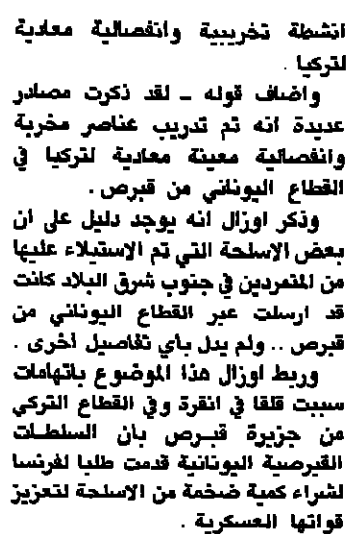 انشطة تخريبية وانفصالية معادية
لتركيا .
واضاف قوله ـ لقد ذكرت مصادر
عديدة انه تم تدريب عناصر مخربة
وانفصالية معينة معادية لتركيا في
القطاع اليوناني من قبرص .
وذكر اوزال انه يوجد دليل على ان
بعض الاسلحة التي تم الاستيلاء عليها
من المتمردين في جنوب شرق البلاد كانت
قد ارسلت عبر القطاع اليوناني من
قبرص .. ولم يدل بأي تفاصيل أخرى .
وربط اوزال هذا الموضوع باتهامات
سببت قلقا في انقرة وفي القطاع التركي
من جزيرة قبرص بان السلطات
القبرصية اليونانية قدمت طلبا لفرنسا
لشراء كمية ضخمة من الاسلحة لتعزيز
قواتها العسكرية .